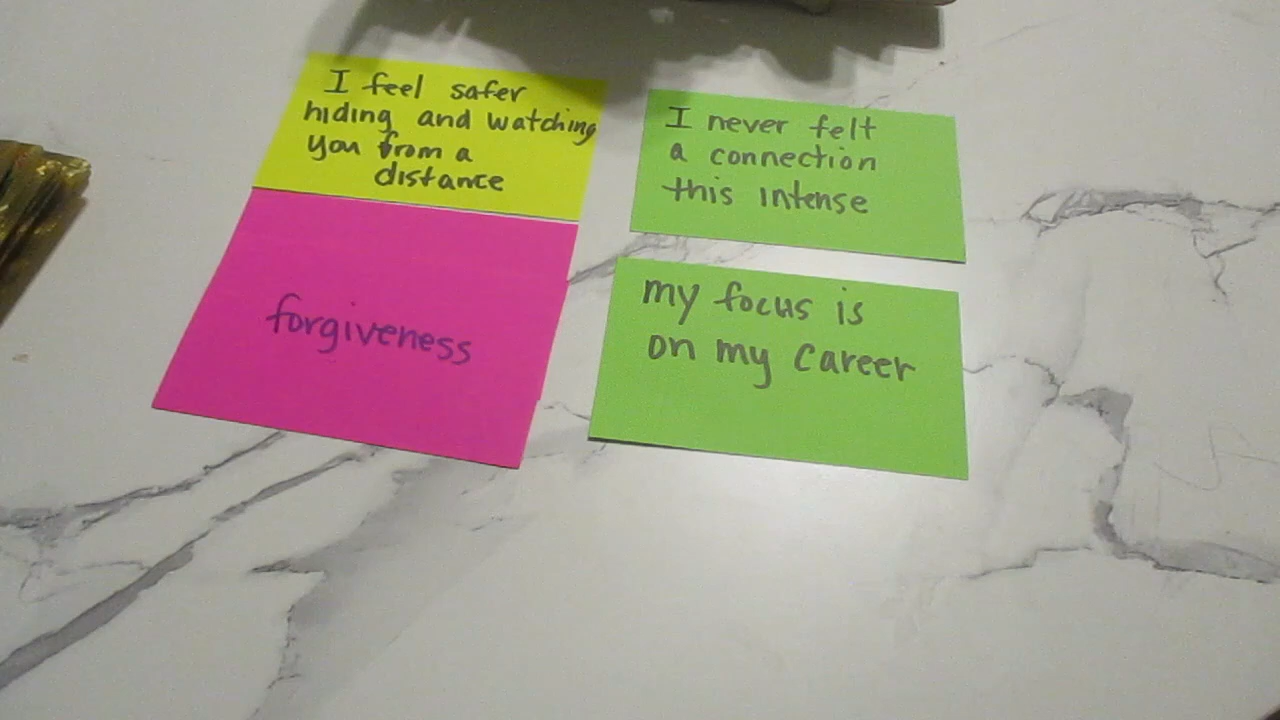 I feel safer
hiding and watching
you from a
distance
I never felt
a connection
this intense
forgiveness
my focus is
on my career